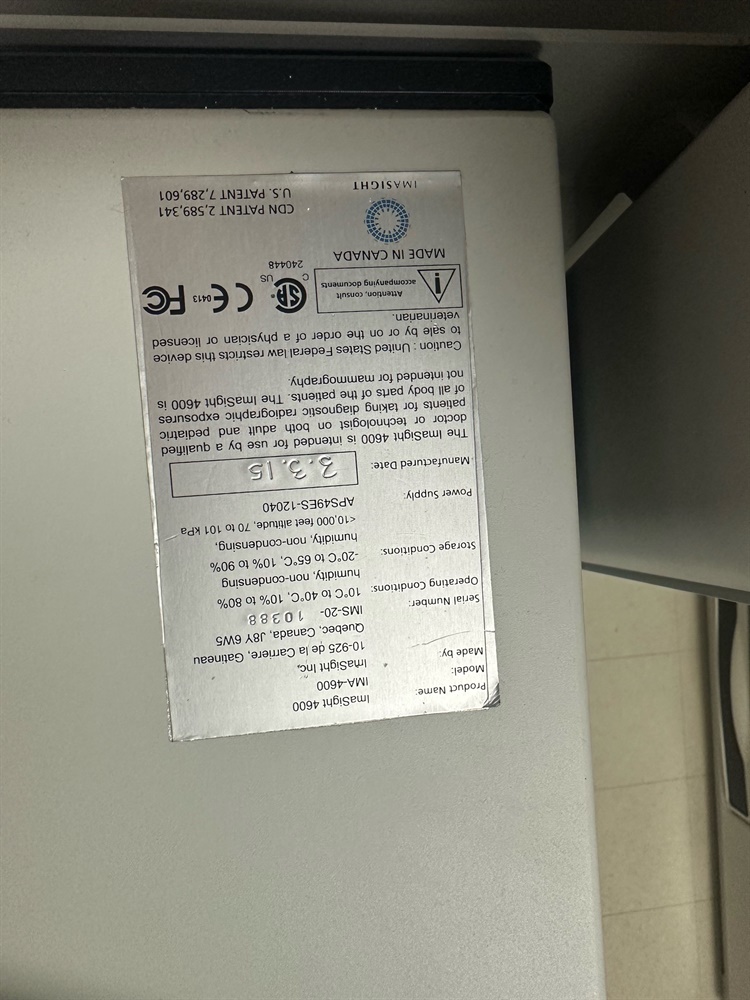 Product Name: ImaSight 4600
Model: IMA-4600
Made by: ImaSight Inc.
10-925 de la Carriere, Gatineau
Quebec, Canada, J8Y 6W5
Serial Number: IMS-20- 10388
Operating Conditions: 10°C to 40°C, 10% to 80%
humidity, non-condensing
Storage Conditions: -20°C to 65°C, 10% to 90%
humidity, non-condensing,
<10,000 feet altitude, 70 to 101 kPa
Power Supply: APS49ES-12040
Manufactured Date: 3.3.15
The ImaSight 4600 is intended for use by a qualified
doctor or technologist on both adult and pediatric
patients for taking diagnostic radiographic exposures
of all body parts of the patients. The ImaSight 4600 is
not intended for mammography.
Caution : United States Federal law restricts this device
to sale by or on the order of a physician or licensed
veterinarian.
Attention, consult
accompanying documents
C US
240448
CE 0413
FC
MADE IN CANADA
IMASIGHT
CDN PATENT 2,589,341
U.S. PATENT 7,289,601